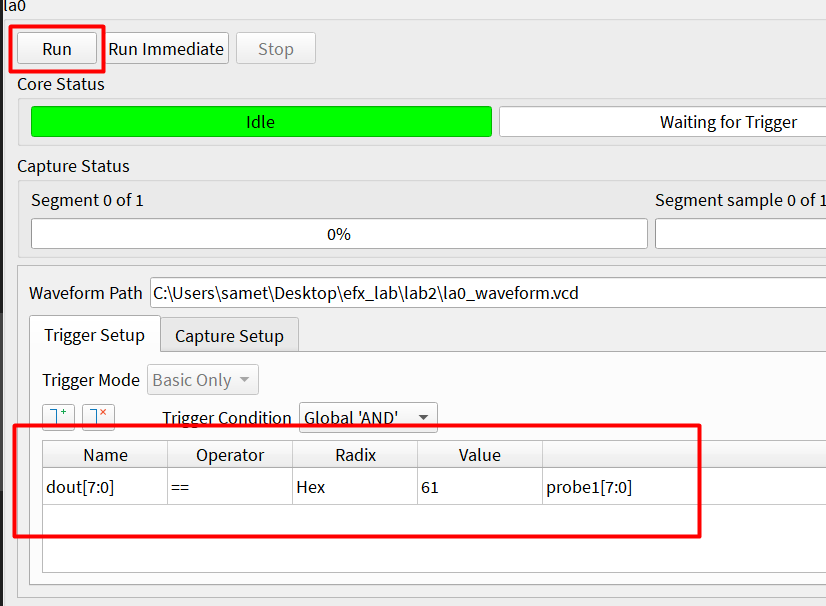 la0
Run Run Immediate Stop
Core Status
Idle Waiting for Trigger
Capture Status
Segment 0 of 1 Segment sample 0 of 1
0%
Waveform Path C:\Users\samet\Desktop\efx_lab\lab2\la0_waveform.vcd
Trigger Setup Capture Setup
Trigger Mode Basic Only
Trigger Condition Global 'AND'
Name Operator Radix Value
dout[7:0] == Hex 61 probe1[7:0]